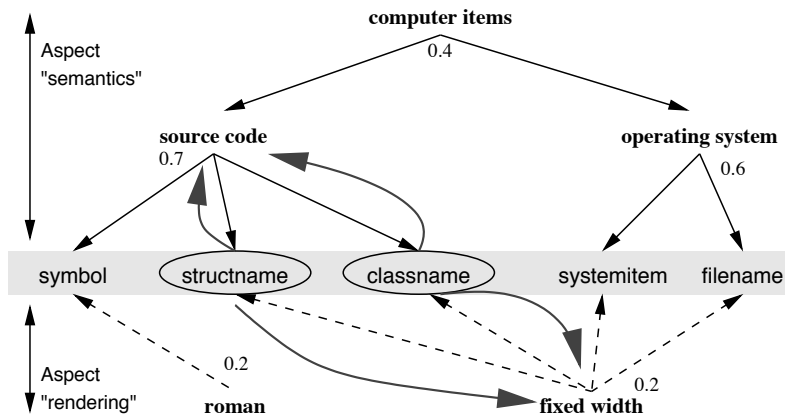 computer items
0.4
Aspect
"semantics"
source code
operating system
0.7
0.6
symbol structname classname systemitem filename
0.2
0.2
Aspect
"rendering"
roman
fixed width